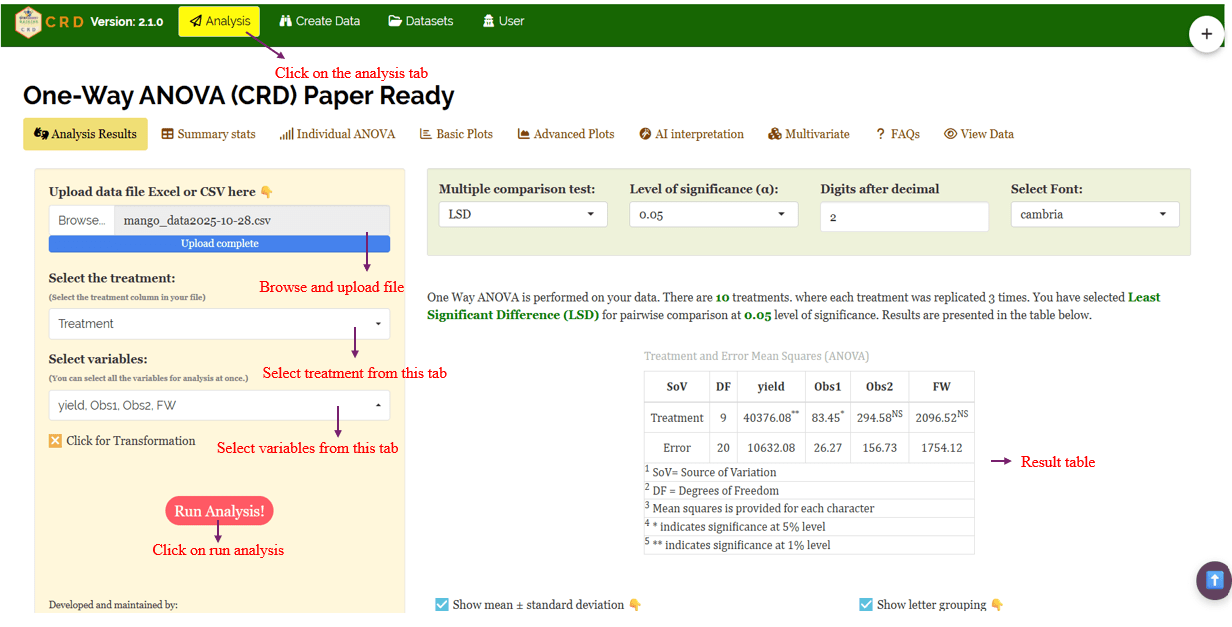 CRD Version: 2.1.0 Analysis Create Data Datasets User
+
Click on the analysis tab
One-Way ANOVA (CRD) Paper Ready
Analysis Results Summary stats Individual ANOVA Basic Plots Advanced Plots AI interpretation Multivariate FAQs View Data
Upload data file Excel or CSV here
Browse... mango_data2025-10-28.csv
Upload complete
Browse and upload file
Select the treatment:
(Select the treatment column in your file)
Treatment
Select treatment from this tab
Select variables:
(You can select all the variables for analysis at once.)
yield, Obs1, Obs2, FW
Select variables from this tab
Click for Transformation
Run Analysis!
Click on run analysis
Developed and maintained by:
Multiple comparison test: Level of significance (α): Digits after decimal Select Font:
LSD 0.05 2 cambria
One Way ANOVA is performed on your data. There are 10 treatments. where each treatment was replicated 3 times. You have selected Least
Significant Difference (LSD) for pairwise comparison at 0.05 level of significance. Results are presented in the table below.
Treatment and Error Mean Squares (ANOVA)
SoV DF yield Obs1 Obs2 FW
Treatment 9 40376.08** 83.45* 294.58NS 2096.52NS
Error 20 10632.08 26.27 156.73 1754.12
1 SoV= Source of Variation
2 DF = Degrees of Freedom
3 Mean squares is provided for each character
4 * indicates significance at 5% level
5 ** indicates significance at 1% level
Result table
Show mean ± standard deviation Show letter grouping